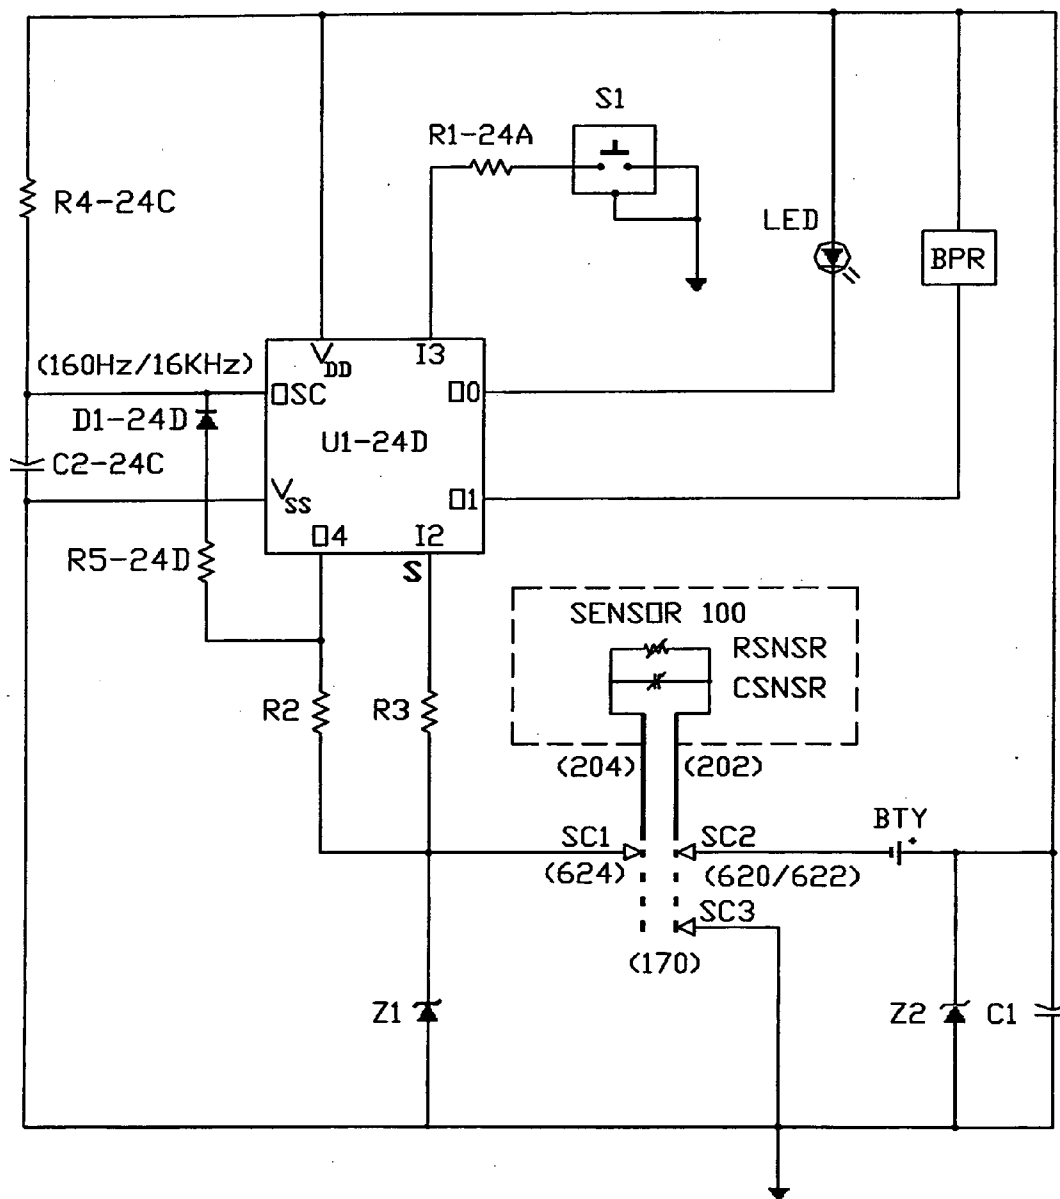 S1
R1-24A
R4-24C
LED
BPR
(160Hz/16KHz)
VDD
I3
OSC
O0
D1-24D
U1-24D
C2-24C
VSS
O1
O4
I2
R5-24D
S
SENSOR 100
RSNSR
CSNSR
R2
R3
(204)
(202)
BTY
+
SC1
SC2
(624)
(620/622)
SC3
(170)
Z1
Z2
C1